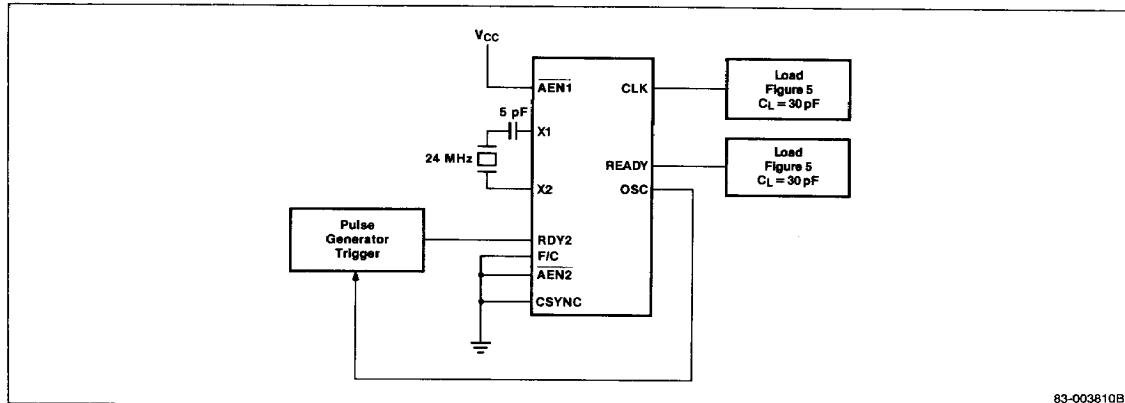 VCC
AEN1
CLK
Load
Figure 5
CL = 30 pF
5 pF
X1
24 MHz
X2
READY
OSC
Load
Figure 5
CL = 30 pF
Pulse
Generator
Trigger
RDY2
F/C
AEN2
CSYNC
83-003810B